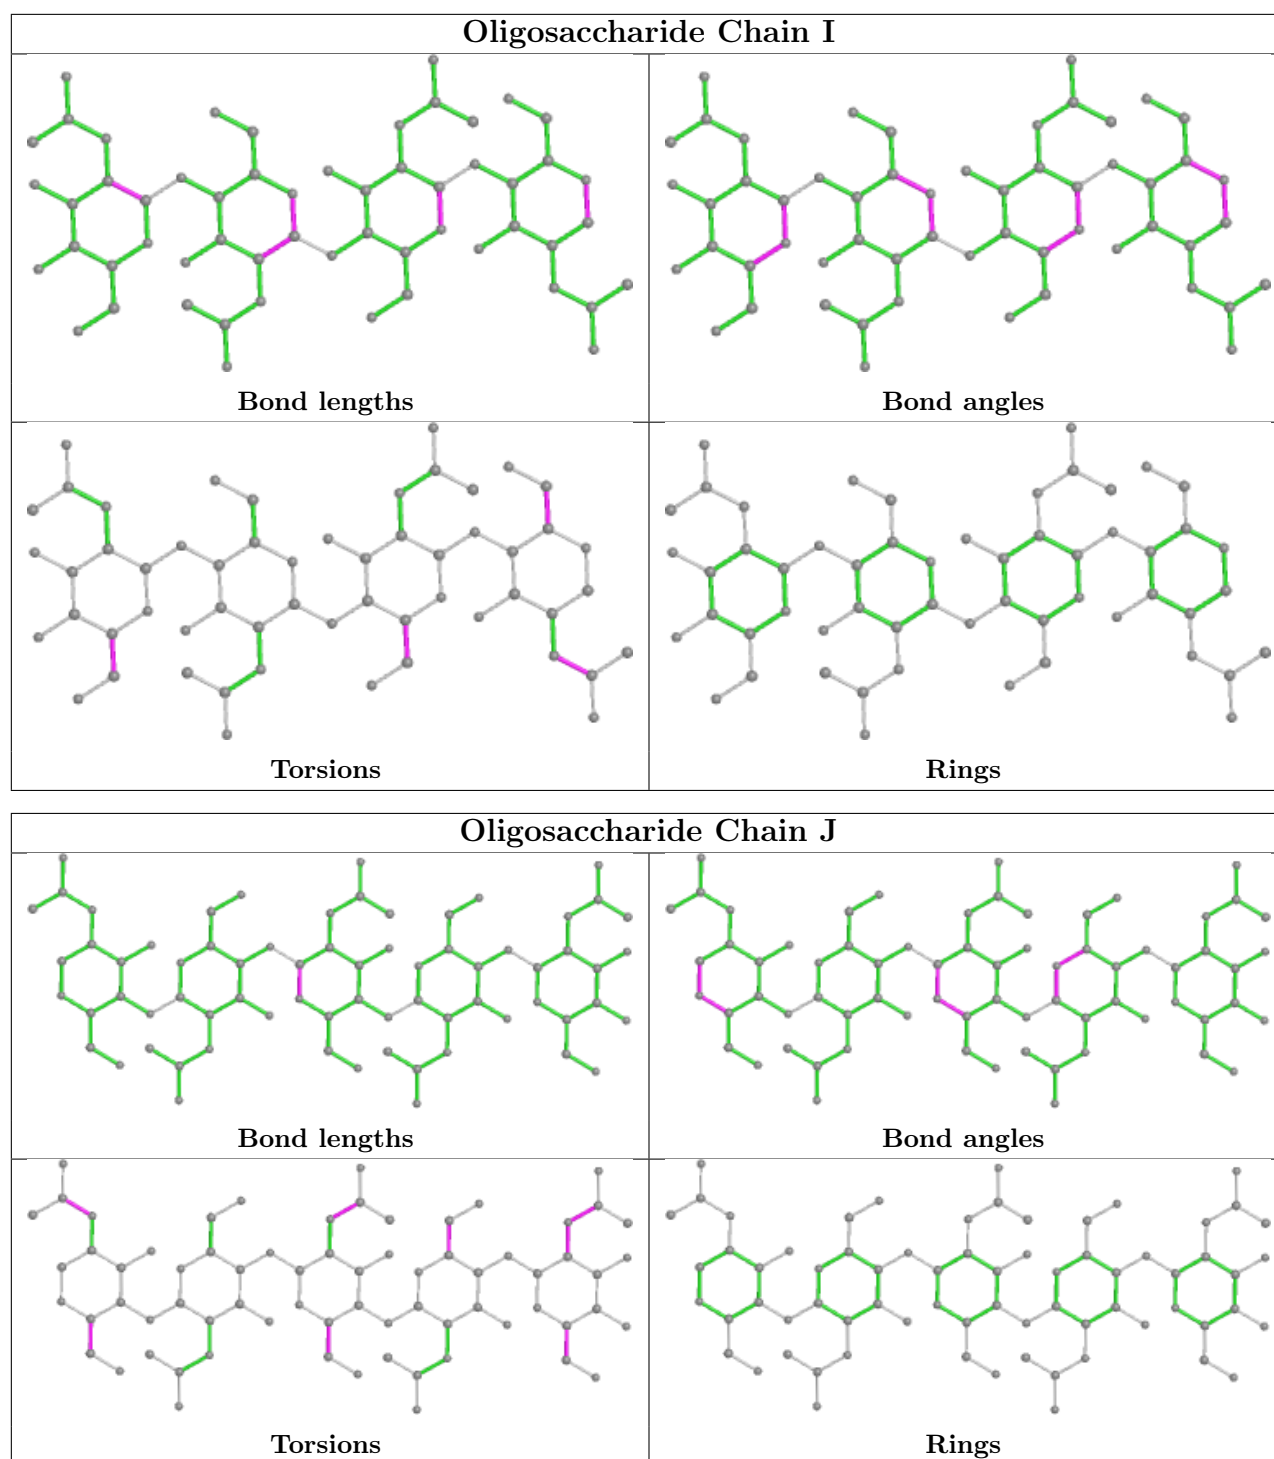 Oligosaccharide Chain I
Bond lengths
Bond angles
Torsions
Rings
Oligosaccharide Chain J
Bond lengths
Bond angles
Torsions
Rings